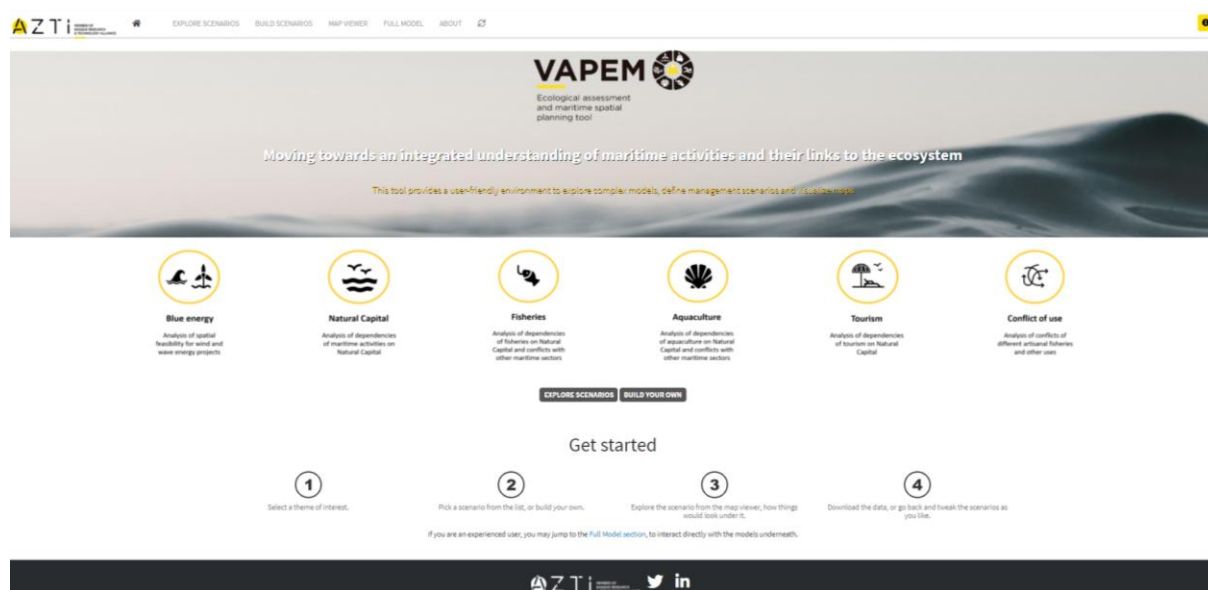 AZTi MEMBER OF
BASQUE RESEARCH
& TECHNOLOGY ALLIANCE
EXPLORE SCENARIOS BUILD SCENARIOS MAP VIEWER FULL MODEL ABOUT
VAPEM
Ecological assessment
and maritime spatial
planning tool
Moving towards an integrated understanding of maritime activities and their links to the ecosystem
This tool provides a user-friendly environment to explore complex models, define management scenarios and visualize maps
Blue energy
Analysis of spatial
feasibility for wind and
wave energy projects
Natural Capital
Analysis of dependencies
of maritime activities on
Natural Capital
Fisheries
Analysis of dependencies
of fisheries on Natural
Capital and conflicts with
other maritime sectors
Aquaculture
Analysis of dependencies
of aquaculture on Natural
Capital and conflicts with
other maritime sectors
Tourism
Analysis of dependencies
of tourism on Natural
Capital
Conflict of use
Analysis of conflicts of
different artisanal fisheries
and other uses
EXPLORE SCENARIOS BUILD YOUR OWN
Get started
1
Select a theme of interest.
2
Pick a scenario from the list, or build your own.
3
Explore the scenario from the map viewer, how things
would look under it.
4
Download the data, or go back and tweak the scenarios as
you like.
If you are an experienced user, you may jump to the Full Model section, to interact directly with the models underneath.
AZTi in